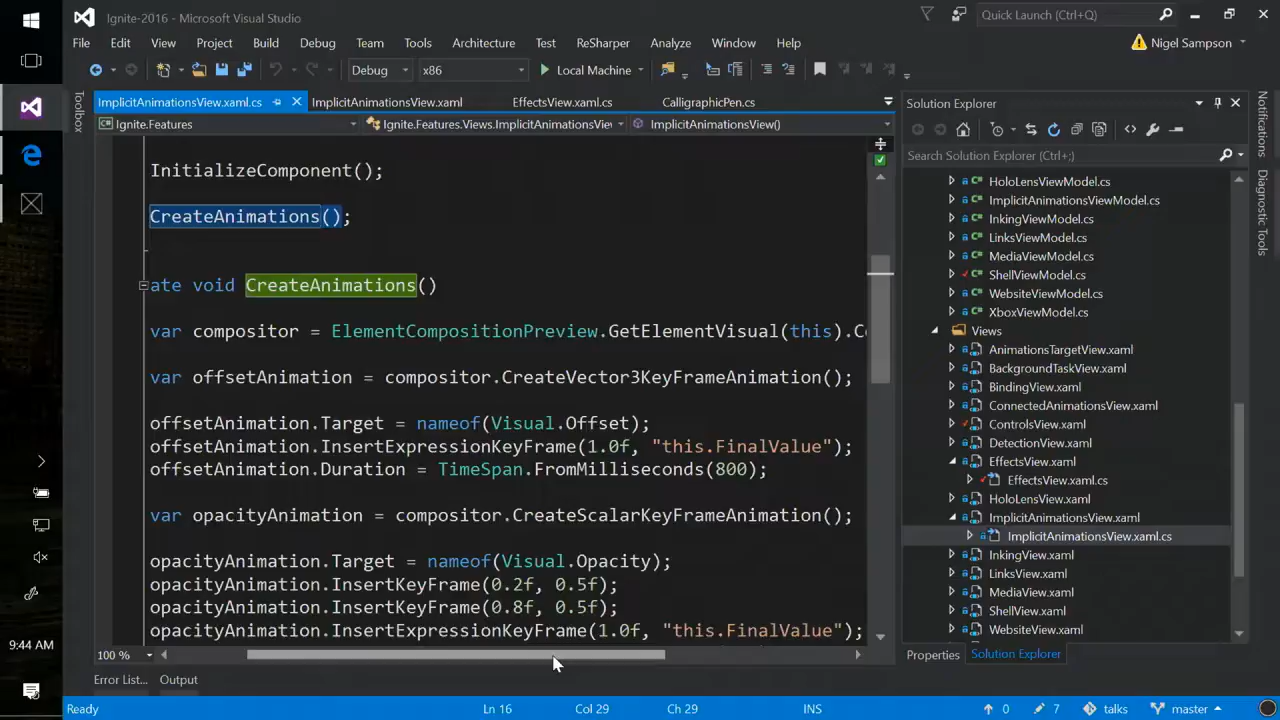 Ignite-2016 - Microsoft Visual Studio
Quick Launch (Ctrl+Q)
File Edit View Project Build Debug Team Tools Architecture Test ReSharper Analyze Window Help
Nigel Sampson
Debug x86 Local Machine
Toolbox
ImplicitAnimationsView.xaml.cs ImplicitAnimationsView.xaml EffectsView.xaml.cs CalligraphicPen.cs
Ignite.Features Ignite.Features.Views.ImplicitAnimationsVie ImplicitAnimationsView()
InitializeComponent();
CreateAnimations();
ate void CreateAnimations()
var compositor = ElementCompositionPreview.GetElementVisual(this).Co
var offsetAnimation = compositor.CreateVector3KeyFrameAnimation();
offsetAnimation.Target = nameof(Visual.Offset);
offsetAnimation.InsertExpressionKeyFrame(1.0f, "this.FinalValue");
offsetAnimation.Duration = TimeSpan.FromMilliseconds(800);
var opacityAnimation = compositor.CreateScalarKeyFrameAnimation();
opacityAnimation.Target = nameof(Visual.Opacity);
opacityAnimation.InsertKeyFrame(0.2f, 0.5f);
opacityAnimation.InsertKeyFrame(0.8f, 0.5f);
opacityAnimation.InsertExpressionKeyFrame(1.0f, "this.FinalValue");
100 %
Error List... Output
Solution Explorer
Search Solution Explorer (Ctrl+;)
HoloLensViewModel.cs
ImplicitAnimationsViewModel.cs
InkingViewModel.cs
LinksViewModel.cs
MediaViewModel.cs
ShellViewModel.cs
WebsiteViewModel.cs
XboxViewModel.cs
Views
AnimationsTargetView.xaml
BackgroundTaskView.xaml
BindingView.xaml
ConnectedAnimationsView.xaml
ControlsView.xaml
DetectionView.xaml
EffectsView.xaml
EffectsView.xaml.cs
HoloLensView.xaml
ImplicitAnimationsView.xaml
ImplicitAnimationsView.xaml.cs
InkingView.xaml
LinksView.xaml
MediaView.xaml
ShellView.xaml
WebsiteView.xaml
Properties Solution Explorer
Notifications
Diagnostic Tools
9:44 AM
Ready Ln 16 Col 29 Ch 29 INS 0 7 talks master